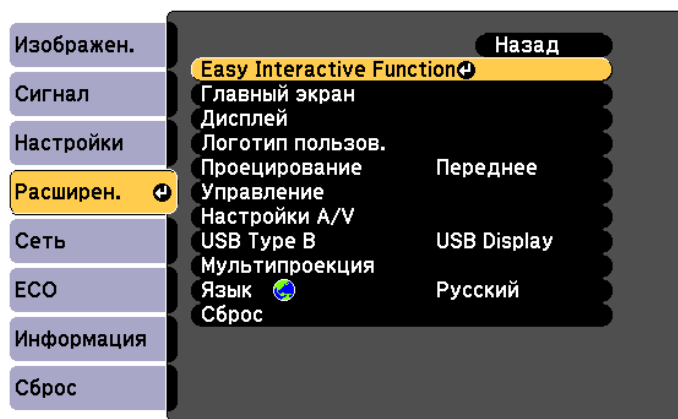 Изображен.
Сигнал
Настройки
Расширен.
Сеть
ECO
Информация
Сброс
Назад
Easy Interactive Function
Главный экран
Дисплей
Логотип пользов.
Проецирование Переднее
Управление
Настройки A/V
USB Type B USB Display
Мультипроекция
Язык Русский
Сброс